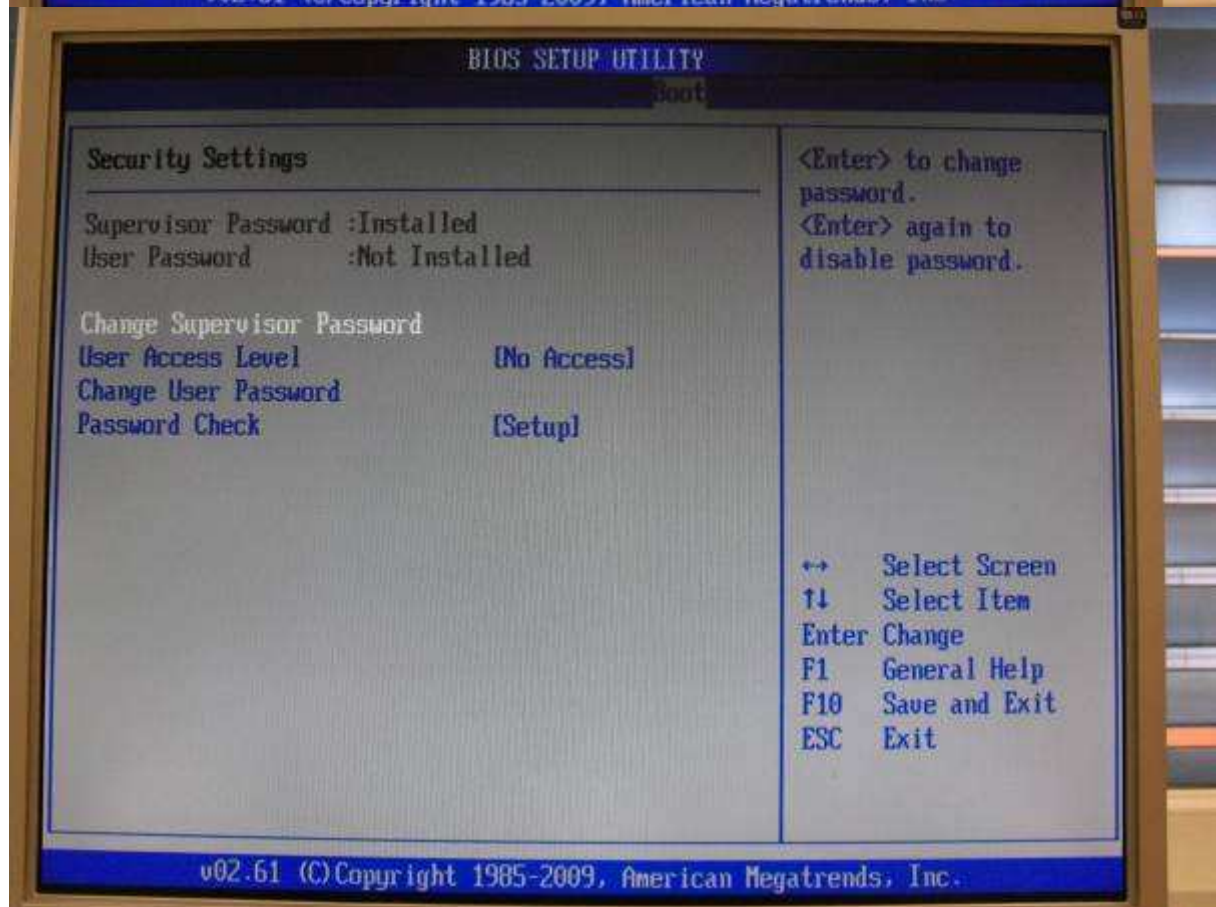 BIOS SETUP UTILITY
Boot
Security Settings
Supervisor Password :Installed
User Password :Not Installed
Change Supervisor Password
User Access Level [No Access]
Change User Password
Password Check [Setup]
<Enter> to change
password.
<Enter> again to
disable password.
↔ Select Screen
↑↓ Select Item
Enter Change
F1 General Help
F10 Save and Exit
ESC Exit
v02.61 (C)Copyright 1985-2009, American Megatrends, Inc.